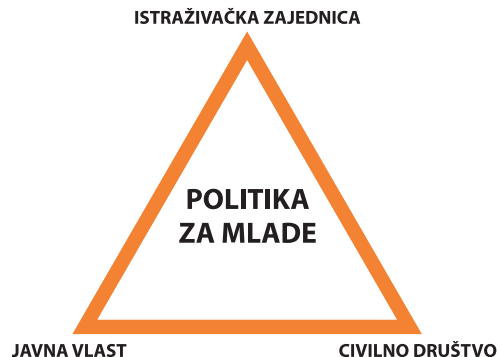 ISTRAŽIVAČKA ZAJEDNICA
POLITIKA
ZA MLADE
JAVNA VLAST
CIVILNO DRUŠTVO